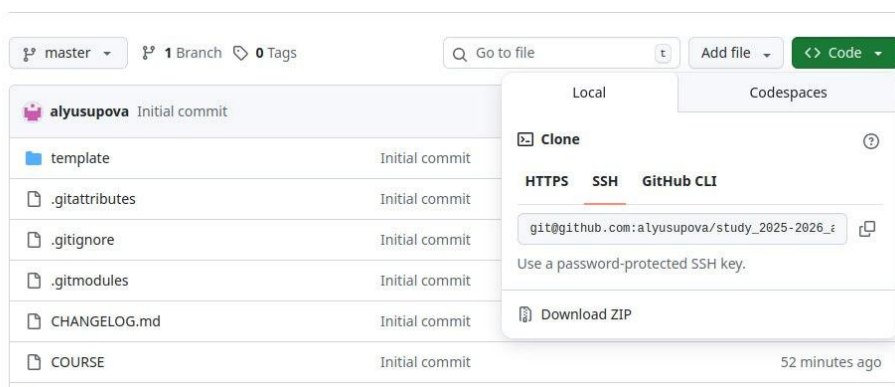 master 1 Branch 0 Tags Go to file t Add file <> Code
Local Codespaces
alyusupova Initial commit
Clone
template Initial commit
HTTPS SSH GitHub CLI
.gitattributes Initial commit
git@github.com:alyusupova/study_2025-2026_a
.gitignore Initial commit
Use a password-protected SSH key.
.gitmodules Initial commit
Download ZIP
CHANGELOG.md Initial commit
COURSE Initial commit 52 minutes ago